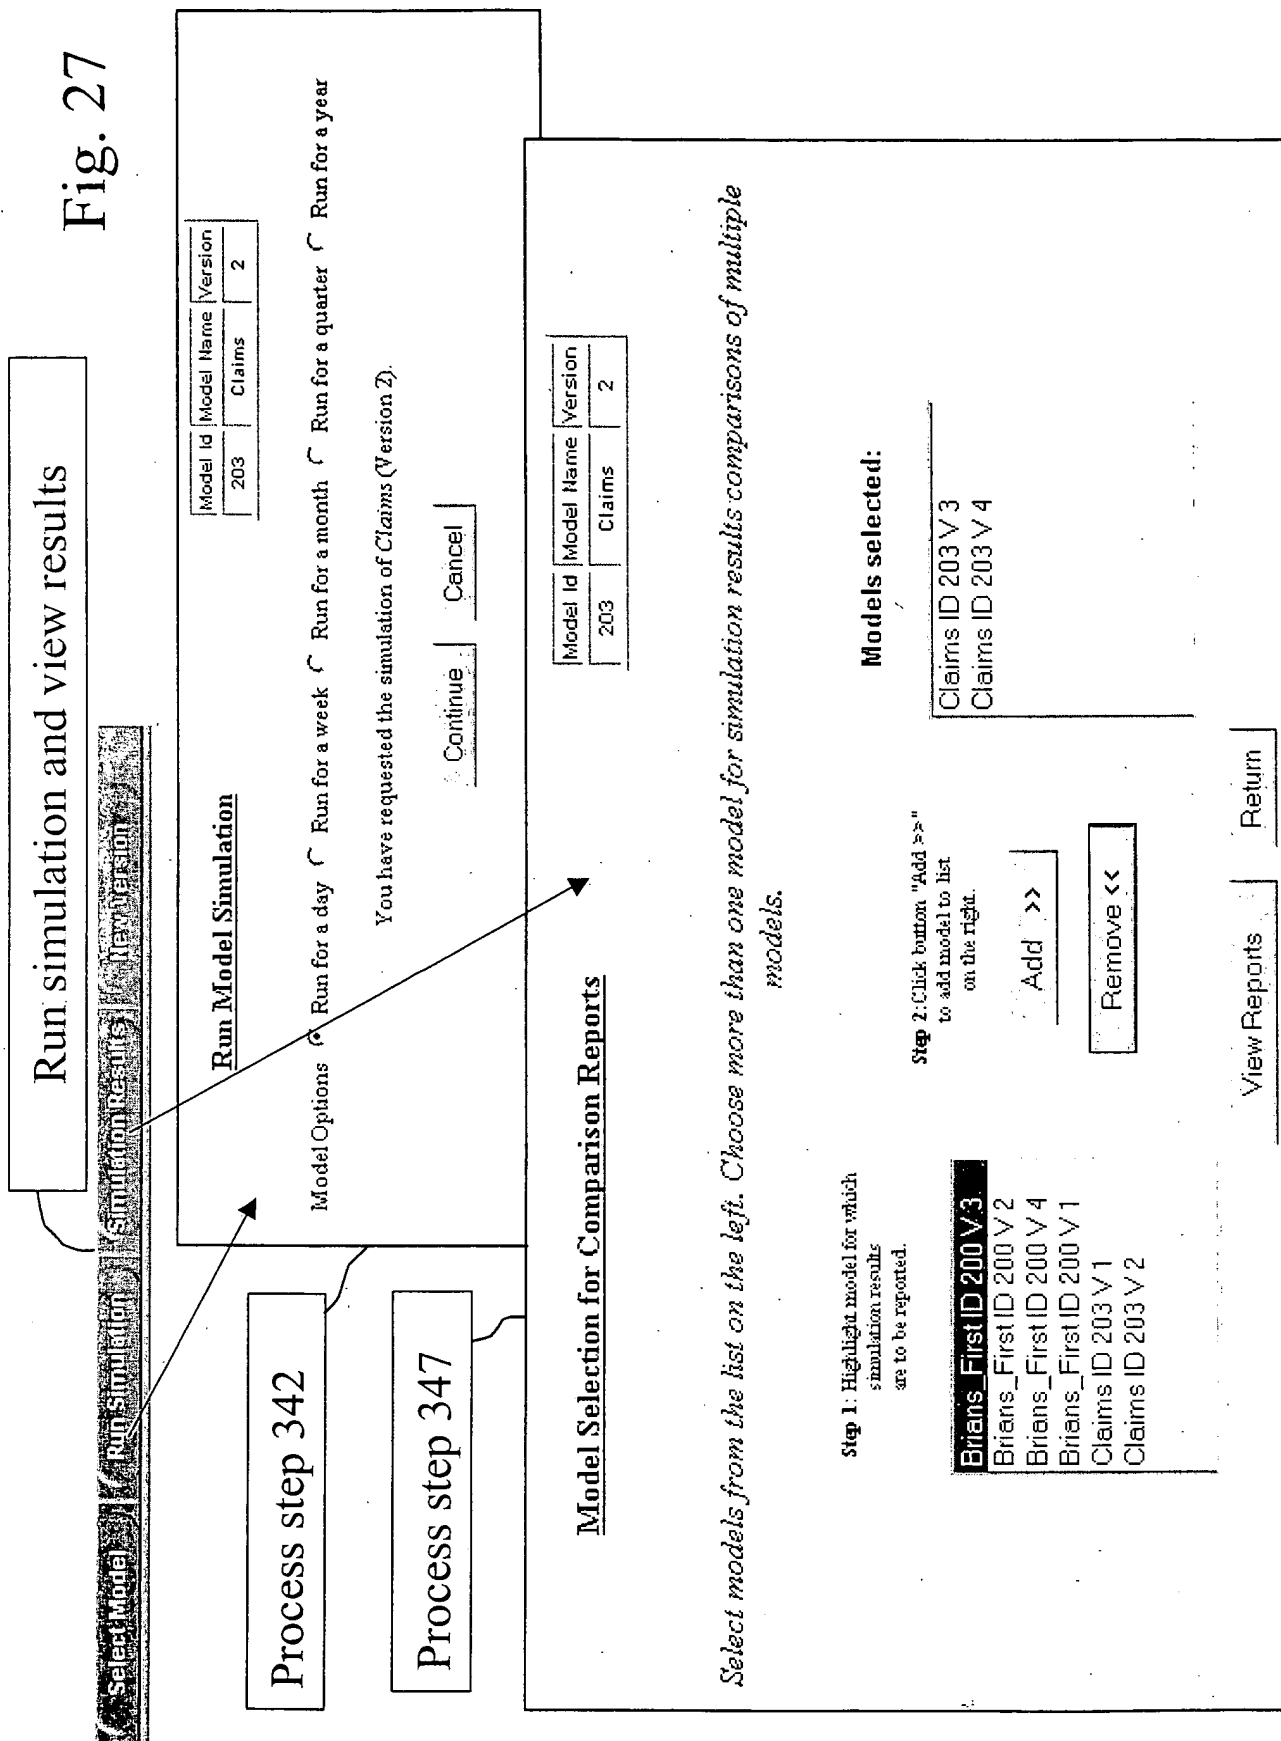 Fig. 27
Run simulation and view results
Select Model
Run Simulation
Simulation Results
New Version
Process step 342
Run Model Simulation
Model Id Model Name Version
203 Claims 2
Model Options Run for a day Run for a week Run for a month Run for a quarter Run for a year
You have requested the simulation of Claims (Version 2).
Continue Cancel
Process step 347
Model Selection for Comparison Reports
Model Id Model Name Version
203 Claims 2
Select models from the list on the left. Choose more than one model for simulation results comparisons of multiple
models.
Step 1: Highlight model for which
simulation results
are to be reported.
Brians_First ID 200 V 3
Brians_First ID 200 V 2
Brians_First ID 200 V 4
Brians_First ID 200 V 1
Claims ID 203 V 1
Claims ID 203 V 2
Step 2: Click button "Add >>"
to add model to list
on the right.
Add >>
Remove <<
Models selected:
Claims ID 203 V 3
Claims ID 203 V 4
View Reports Return